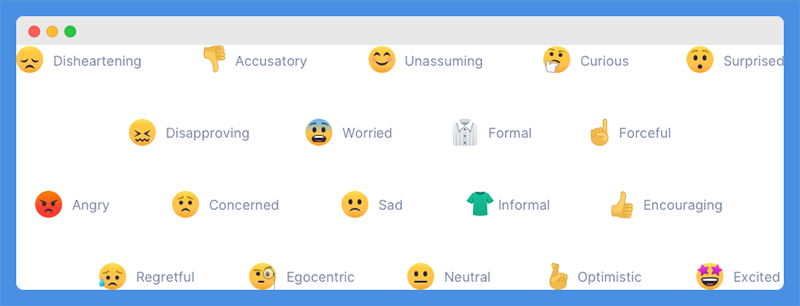 Disheartening Accusatory Unassuming Curious Surprised
Disapproving Worried Formal Forceful
Angry Concerned Sad Informal Encouraging
Regretful Egocentric Neutral Optimistic Excited